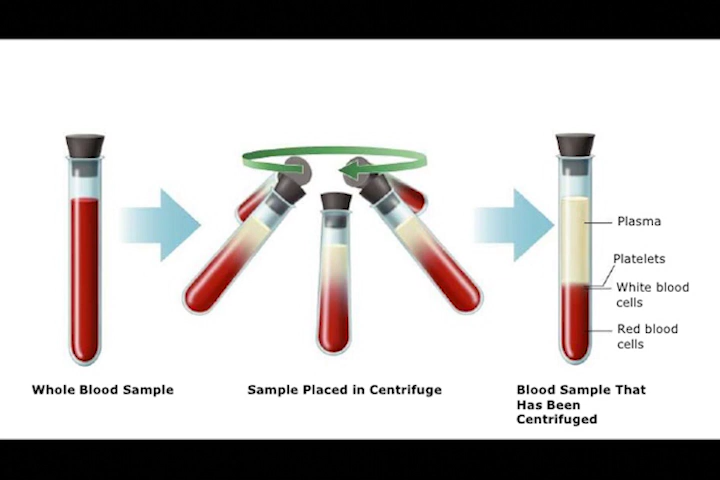 Plasma
Platelets
White blood
cells
Red blood
cells
Whole Blood Sample
Sample Placed in Centrifuge
Blood Sample That
Has Been
Centrifuged